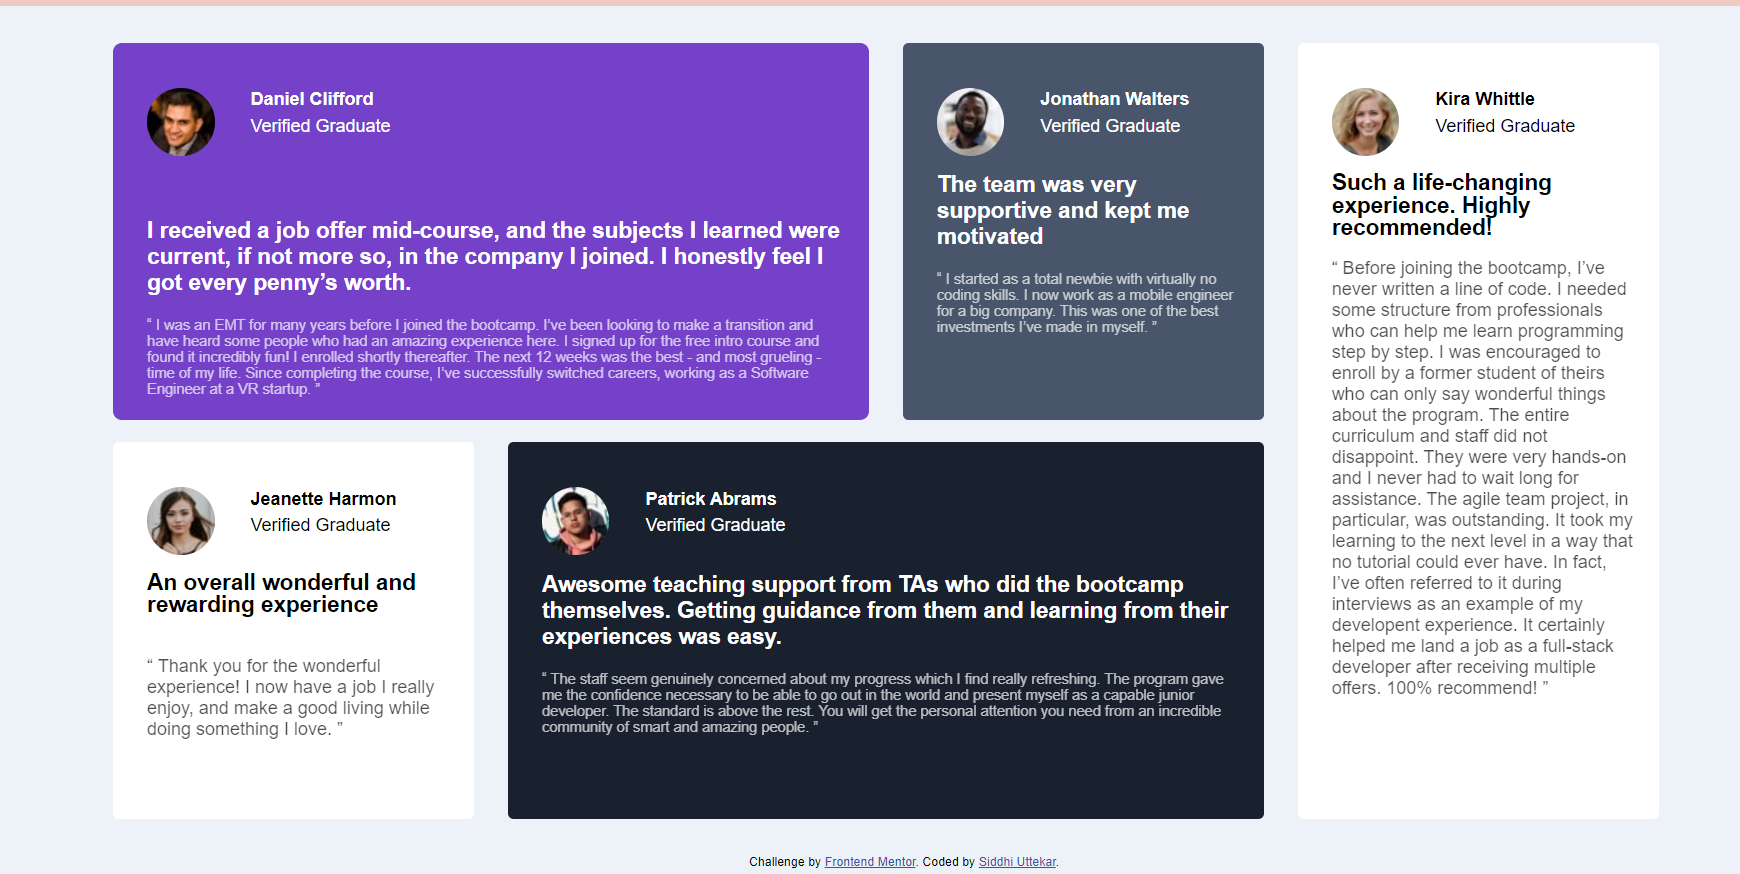 Daniel Clifford
Verified Graduate
I received a job offer mid-course, and the subjects I learned were
current, if not more so, in the company I joined. I honestly feel I
got every penny’s worth.
“ I was an EMT for many years before I joined the bootcamp. I’ve been looking to make a transition and
have heard some people who had an amazing experience here. I signed up for the free intro course and
found it incredibly fun! I enrolled shortly thereafter. The next 12 weeks was the best - and most grueling -
time of my life. Since completing the course, I’ve successfully switched careers, working as a Software
Engineer at a VR startup. ”
Jonathan Walters
Verified Graduate
The team was very
supportive and kept me
motivated
“ I started as a total newbie with virtually no
coding skills. I now work as a mobile engineer
for a big company. This was one of the best
investments I’ve made in myself. ”
Kira Whittle
Verified Graduate
Such a life-changing
experience. Highly
recommended!
“ Before joining the bootcamp, I’ve
never written a line of code. I needed
some structure from professionals
who can help me learn programming
step by step. I was encouraged to
enroll by a former student of theirs
who can only say wonderful things
about the program. The entire
curriculum and staff did not
disappoint. They were very hands-on
and I never had to wait long for
assistance. The agile team project, in
particular, was outstanding. It took my
learning to the next level in a way that
no tutorial could ever have. In fact,
I’ve often referred to it during
interviews as an example of my
developent experience. It certainly
helped me land a job as a full-stack
developer after receiving multiple
offers. 100% recommend! ”
Jeanette Harmon
Verified Graduate
An overall wonderful and
rewarding experience
“ Thank you for the wonderful
experience! I now have a job I really
enjoy, and make a good living while
doing something I love. ”
Patrick Abrams
Verified Graduate
Awesome teaching support from TAs who did the bootcamp
themselves. Getting guidance from them and learning from their
experiences was easy.
“ The staff seem genuinely concerned about my progress which I find really refreshing. The program gave
me the confidence necessary to be able to go out in the world and present myself as a capable junior
developer. The standard is above the rest. You will get the personal attention you need from an incredible
community of smart and amazing people. ”
Challenge by Frontend Mentor. Coded by Siddhi Uttekar.